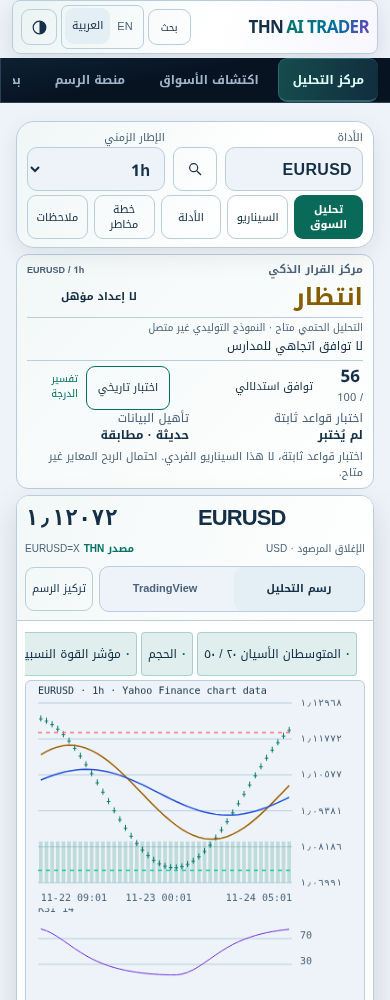 THN AI TRADER
بحث
EN
العربية
مركز التحليل
اكتشاف الأسواق
منصة الرسم
الأداة
الإطار الزمني
EURUSD
1h
تحليل السوق
السيناريو
الأدلة
خطة مخاطر
ملاحظات
مركز القرار الذكي
EURUSD / 1h
انتظار
لا إعداد مؤهل
التحليل الحتمي متاح · النموذج التوليدي غير متصل
لا توافق اتجاهي للمدارس
56
/ 100
توافق استدلالي
اختبار تاريخي
تفسير الدرجة
اختبار قواعد ثابتة
تأهيل البيانات
لم يُختبر
حديثة · مطابقة
اختبار قواعد ثابتة، لا هذا السيناريو الفردي. احتمال الربح المعاير غير متاح.
EURUSD
١٫١٢٠٧٢
الإغلاق المرصود · USD
مصدر THN EURUSD=X
رسم التحليل
TradingView
تركيز الرسم
· المتوسطان الأسيان ٢٠ / ٥٠
· الحجم
· مؤشر القوة النسبي
EURUSD · 1h · Yahoo Finance chart data
١٫١٢٩٦٨
١٫١١٧٧٢
١٫١٠٥٧٧
١٫٠٩٣٨١
١٫٠٨١٨٦
١٫٠٦٩٩١
11-22 09:01
11-23 00:01
11-24 05:01
RSI 14
70
30